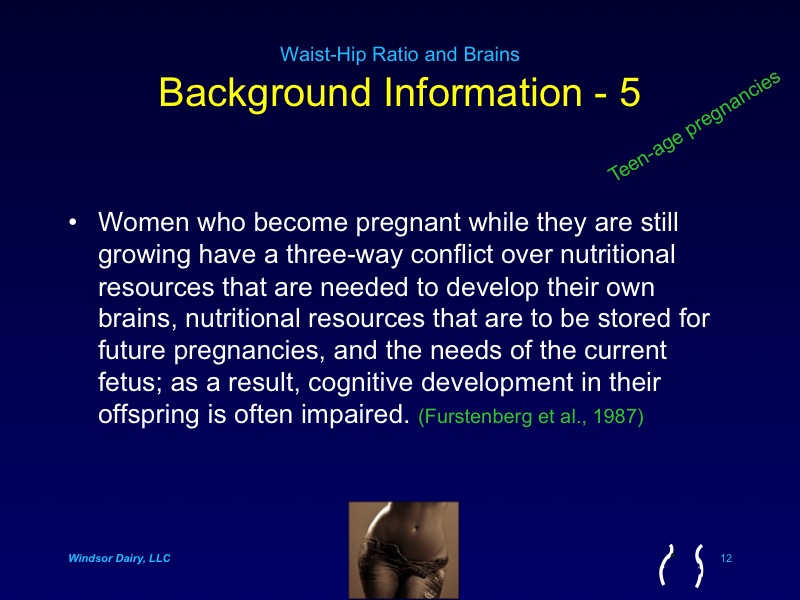 Waist-Hip Ratio and Brains
Background Information - 5
Teen-age pregnancies
• Women who become pregnant while they are still
growing have a three-way conflict over nutritional
resources that are needed to develop their own
brains, nutritional resources that are to be stored for
future pregnancies, and the needs of the current
fetus; as a result, cognitive development in their
offspring is often impaired. (Furstenberg et al., 1987)
Windsor Dairy, LLC
12